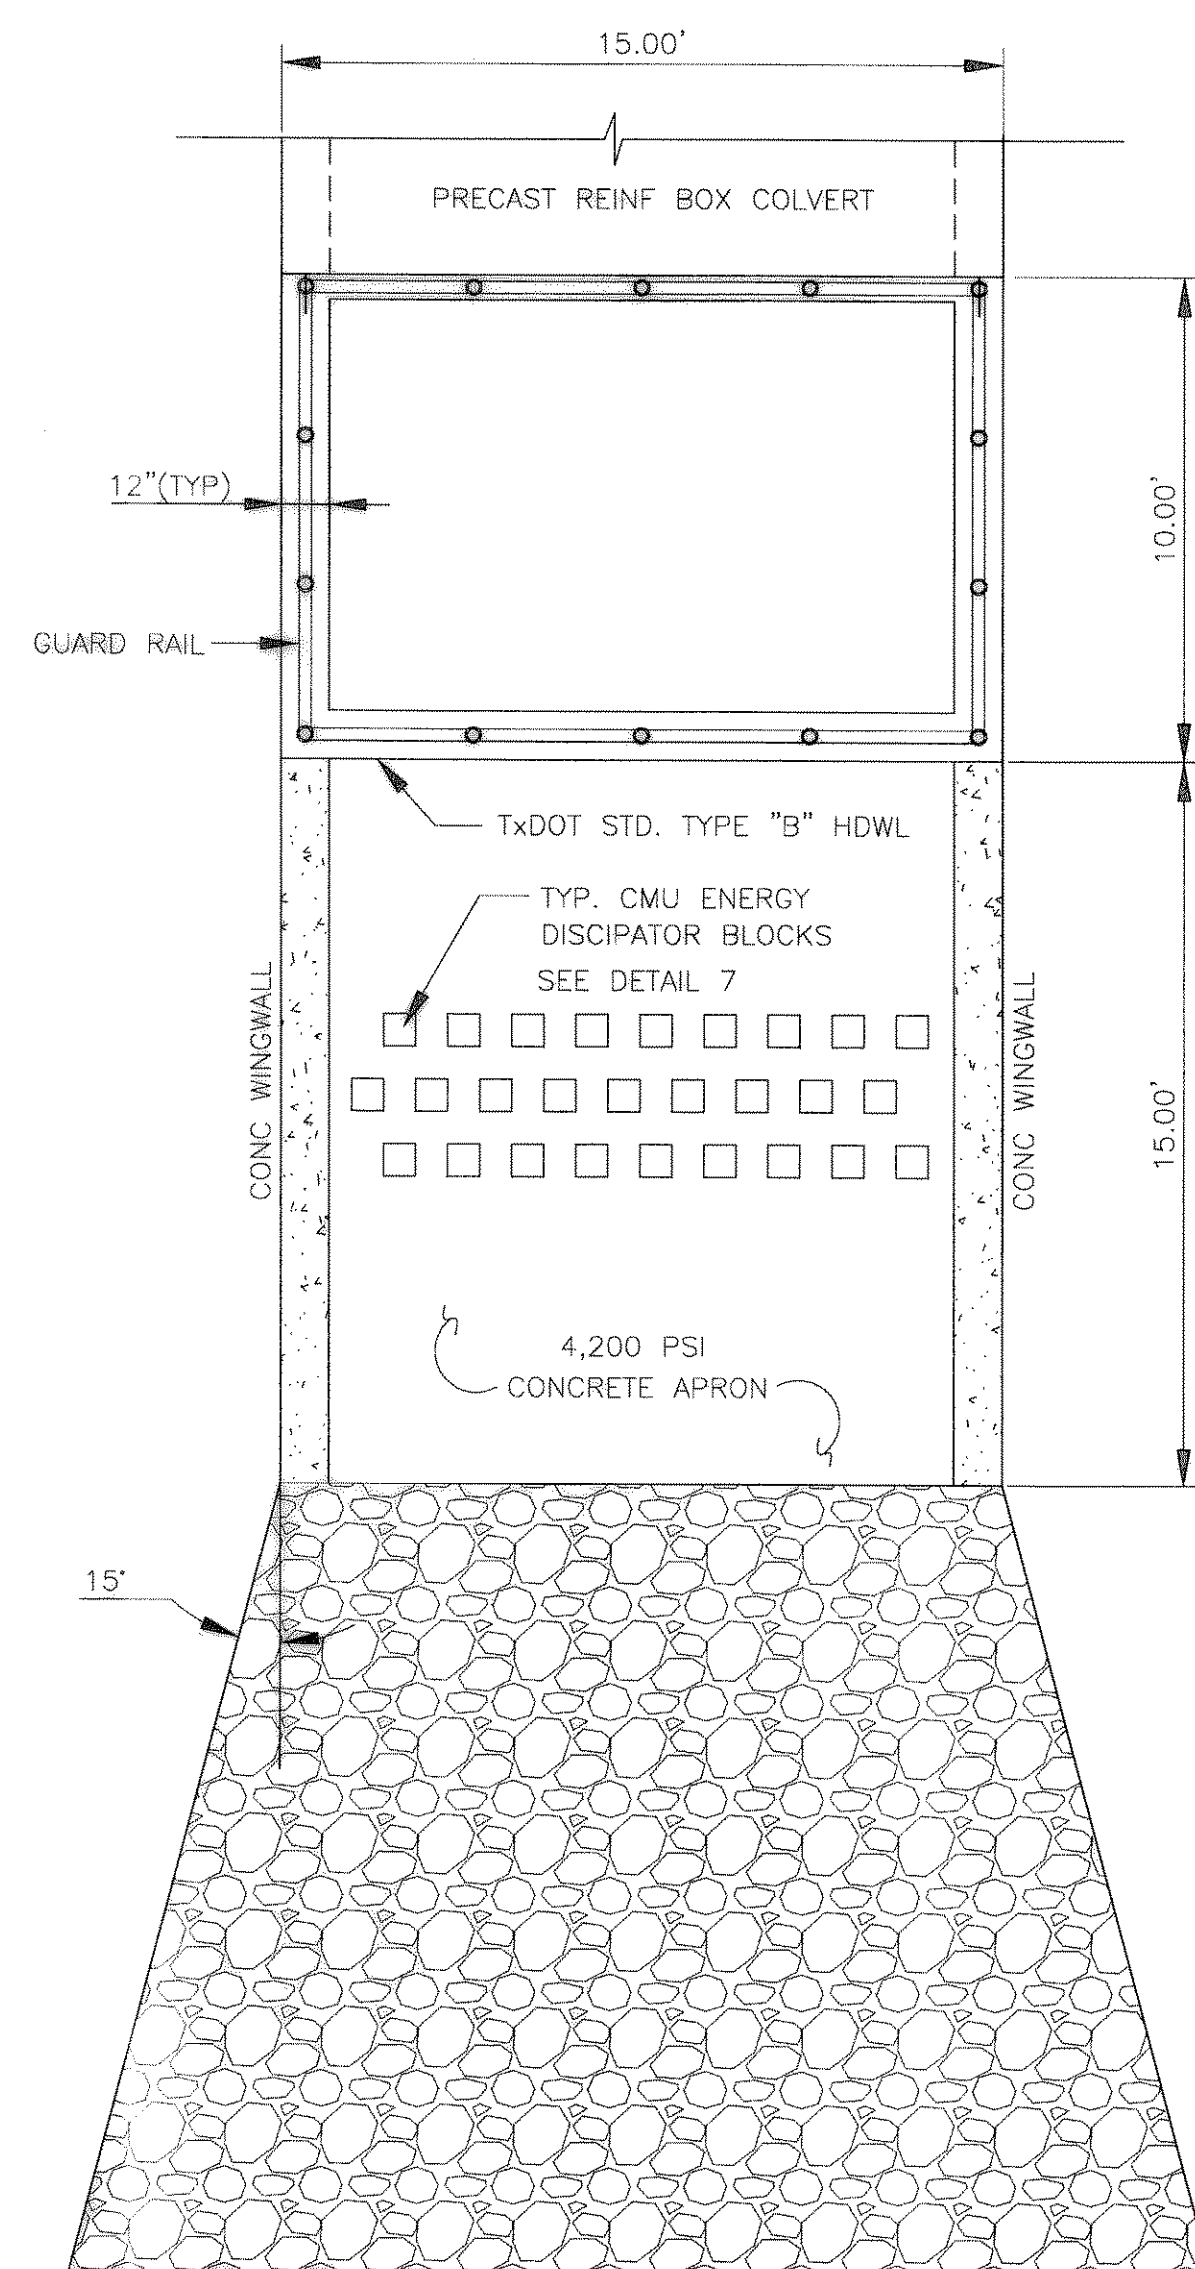 15.00'
PRECAST REINF BOX COLVERT
12"(TYP)
10.00'
GUARD RAIL
TxDOT STD. TYPE "B" HDWL
TYP. CMU ENERGY
DISCIPATOR BLOCKS
SEE DETAIL 7
CONC WINGWALL
CONC WINGWALL
15.00'
4,200 PSI
CONCRETE APRON
15°